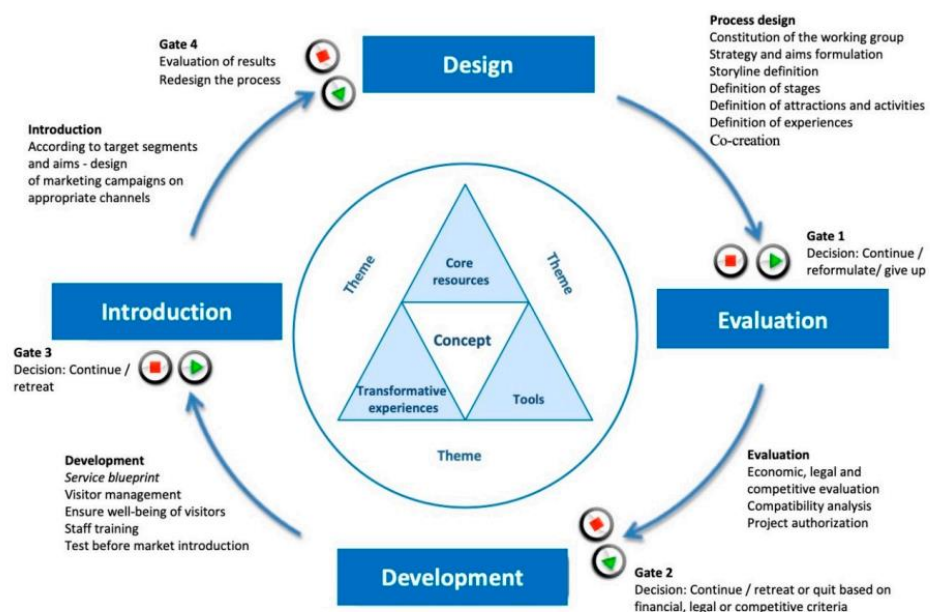 Design
Process design
Constitution of the working group
Strategy and aims formulation
Storyline definition
Definition of stages
Definition of attractions and activities
Definition of experiences
Co-creation
Gate 1
Decision: Continue /
reformulate/ give up
Evaluation
Evaluation
Economic, legal and
competitive evaluation
Compatibility analysis
Project authorization
Gate 2
Decision: Continue / retreat or quit based on
financial, legal or competitive criteria
Development
Development
Service blueprint
Visitor management
Ensure well-being of visitors
Staff training
Test before market introduction
Gate 3
Decision: Continue /
retreat
Introduction
Introduction
According to target segments
and aims - design
of marketing campaigns on
appropriate channels
Gate 4
Evaluation of results
Redesign the process
Theme
Theme
Core
resources
Concept
Transformative
experiences
Tools
Theme